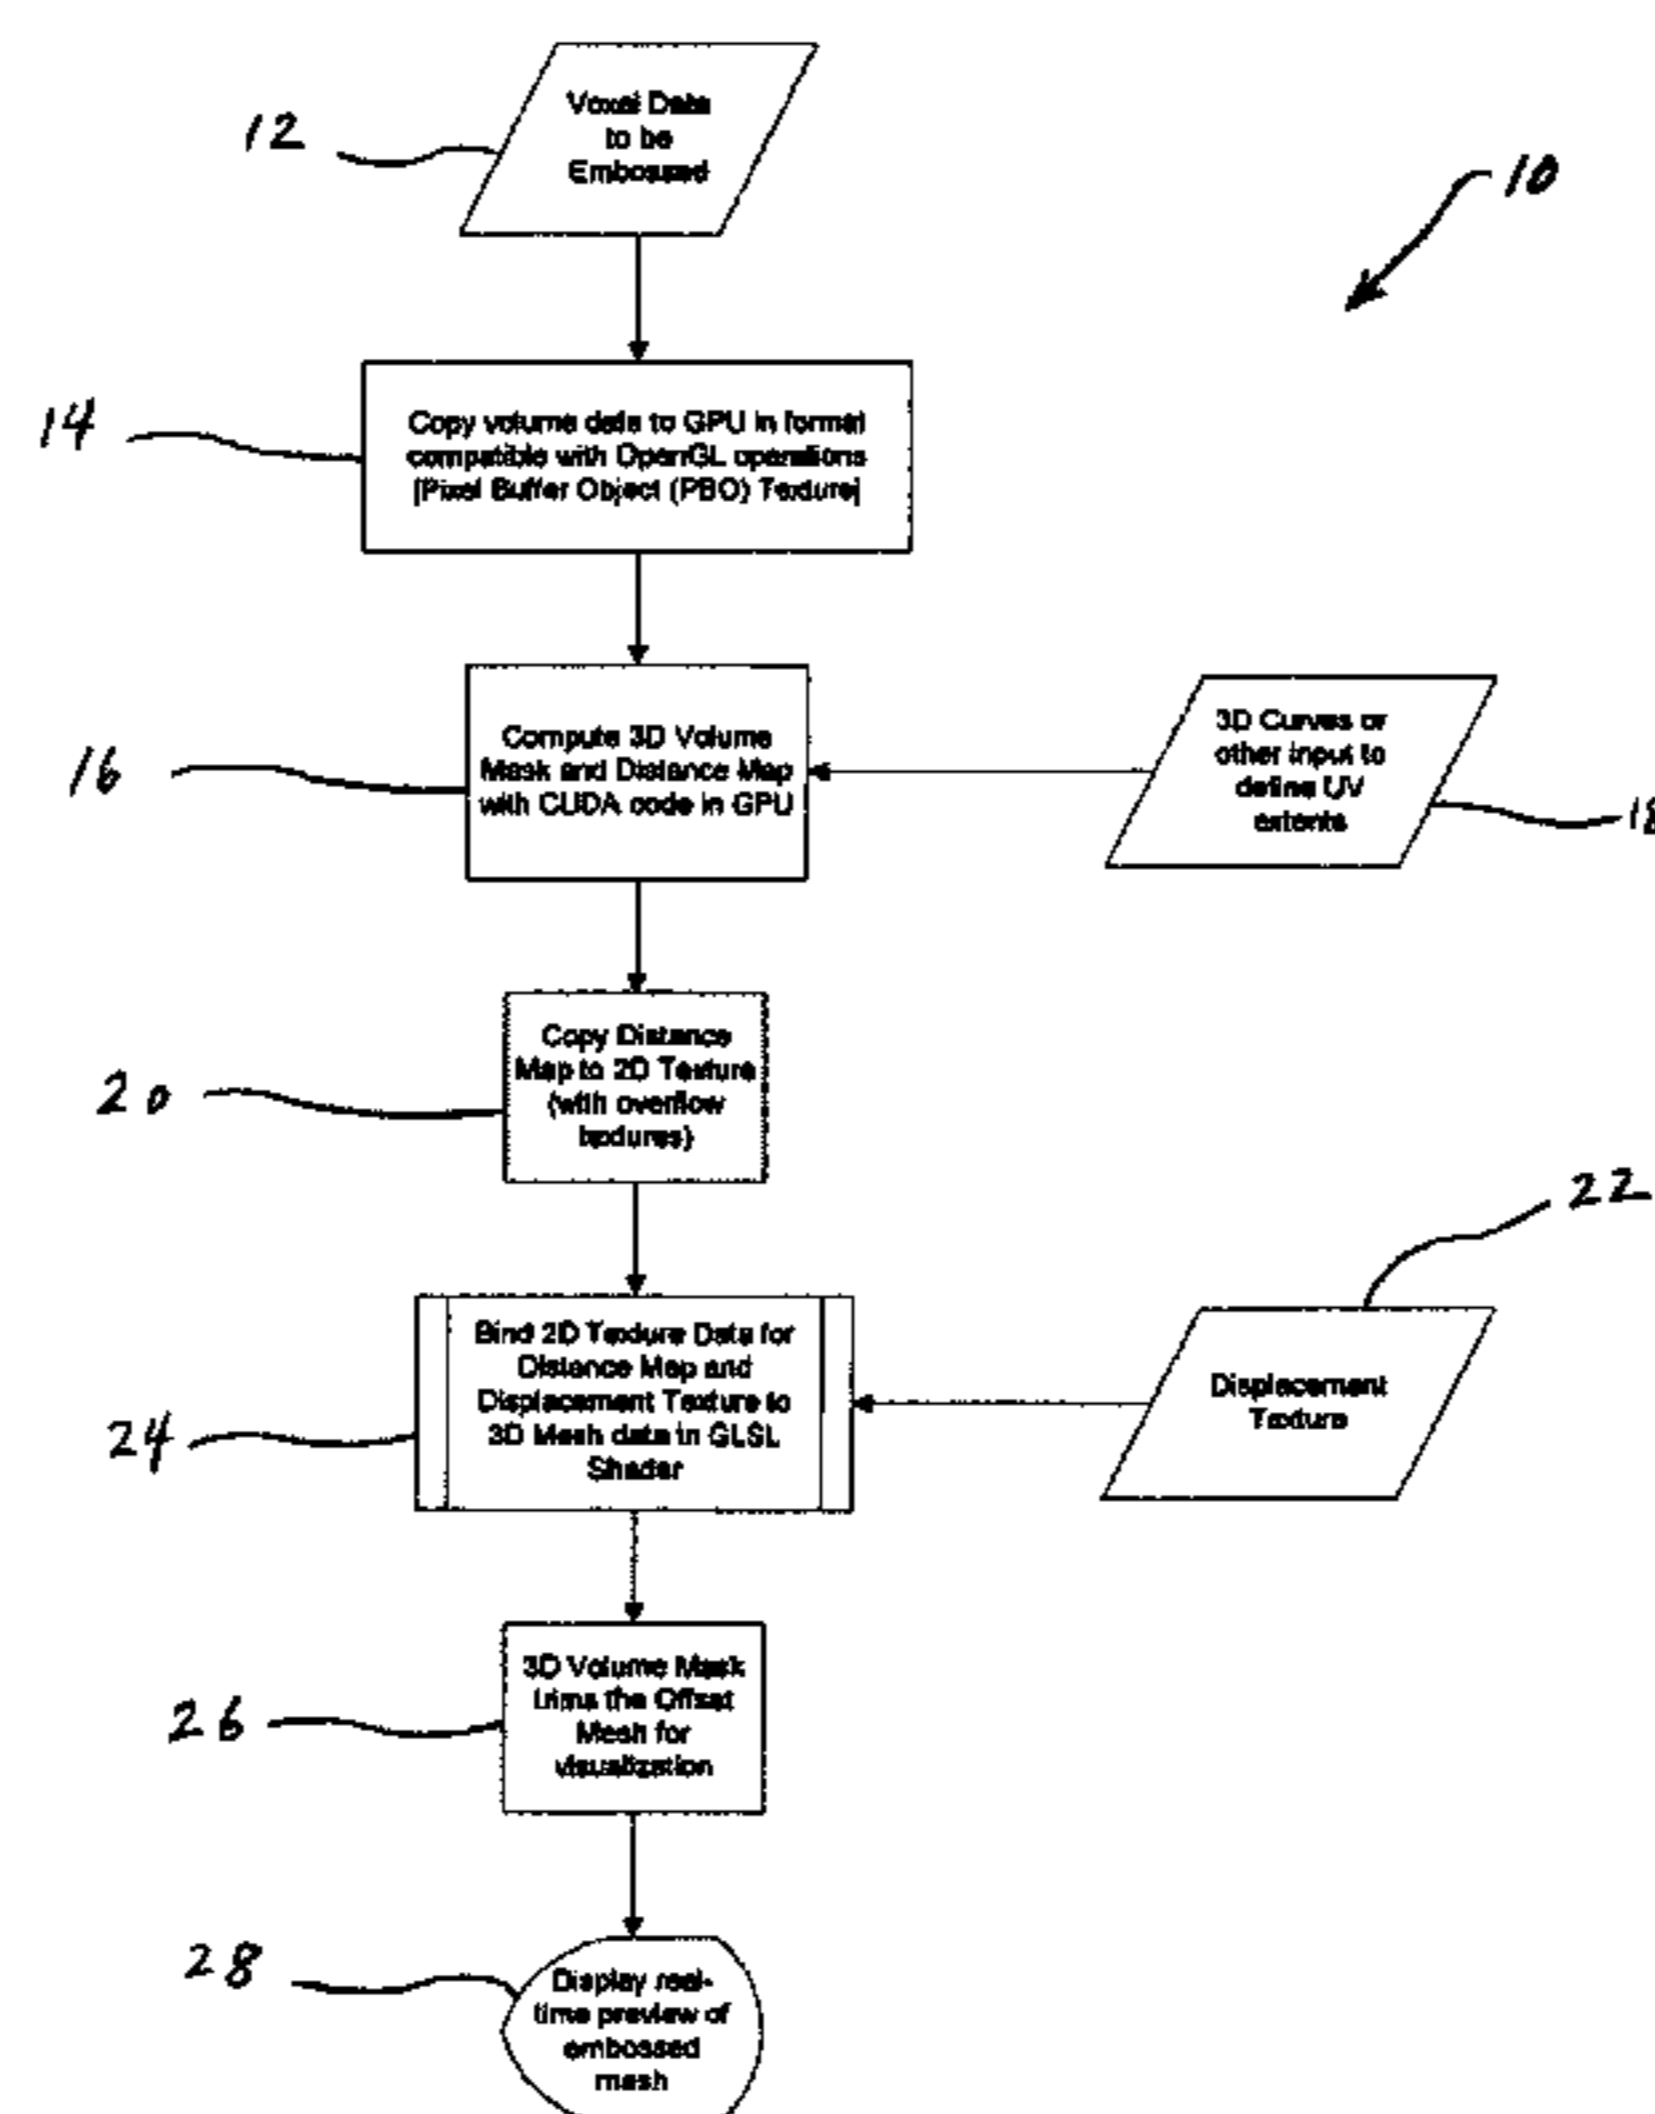 12
Voxel Data
to be
Embossed
10
14
Copy volume data to GPU in format
compatible with OpenGL operations
[Pixel Buffer Object (PBO) Texture]
16
Compute 3D Volume
Mask and Distance Map
with CUDA code in GPU
3D Curves or
other input to
define UV
extents
18
20
Copy Distance
Map to 2D Texture
(with overflow
textures)
22
24
Bind 2D Texture Data for
Distance Map and
Displacement Texture to
3D Mesh data in GLSL
Shader
Displacement
Texture
26
3D Volume Mask
trims the Offset
Mesh for
visualization
28
Display real-
time preview of
embossed
mesh